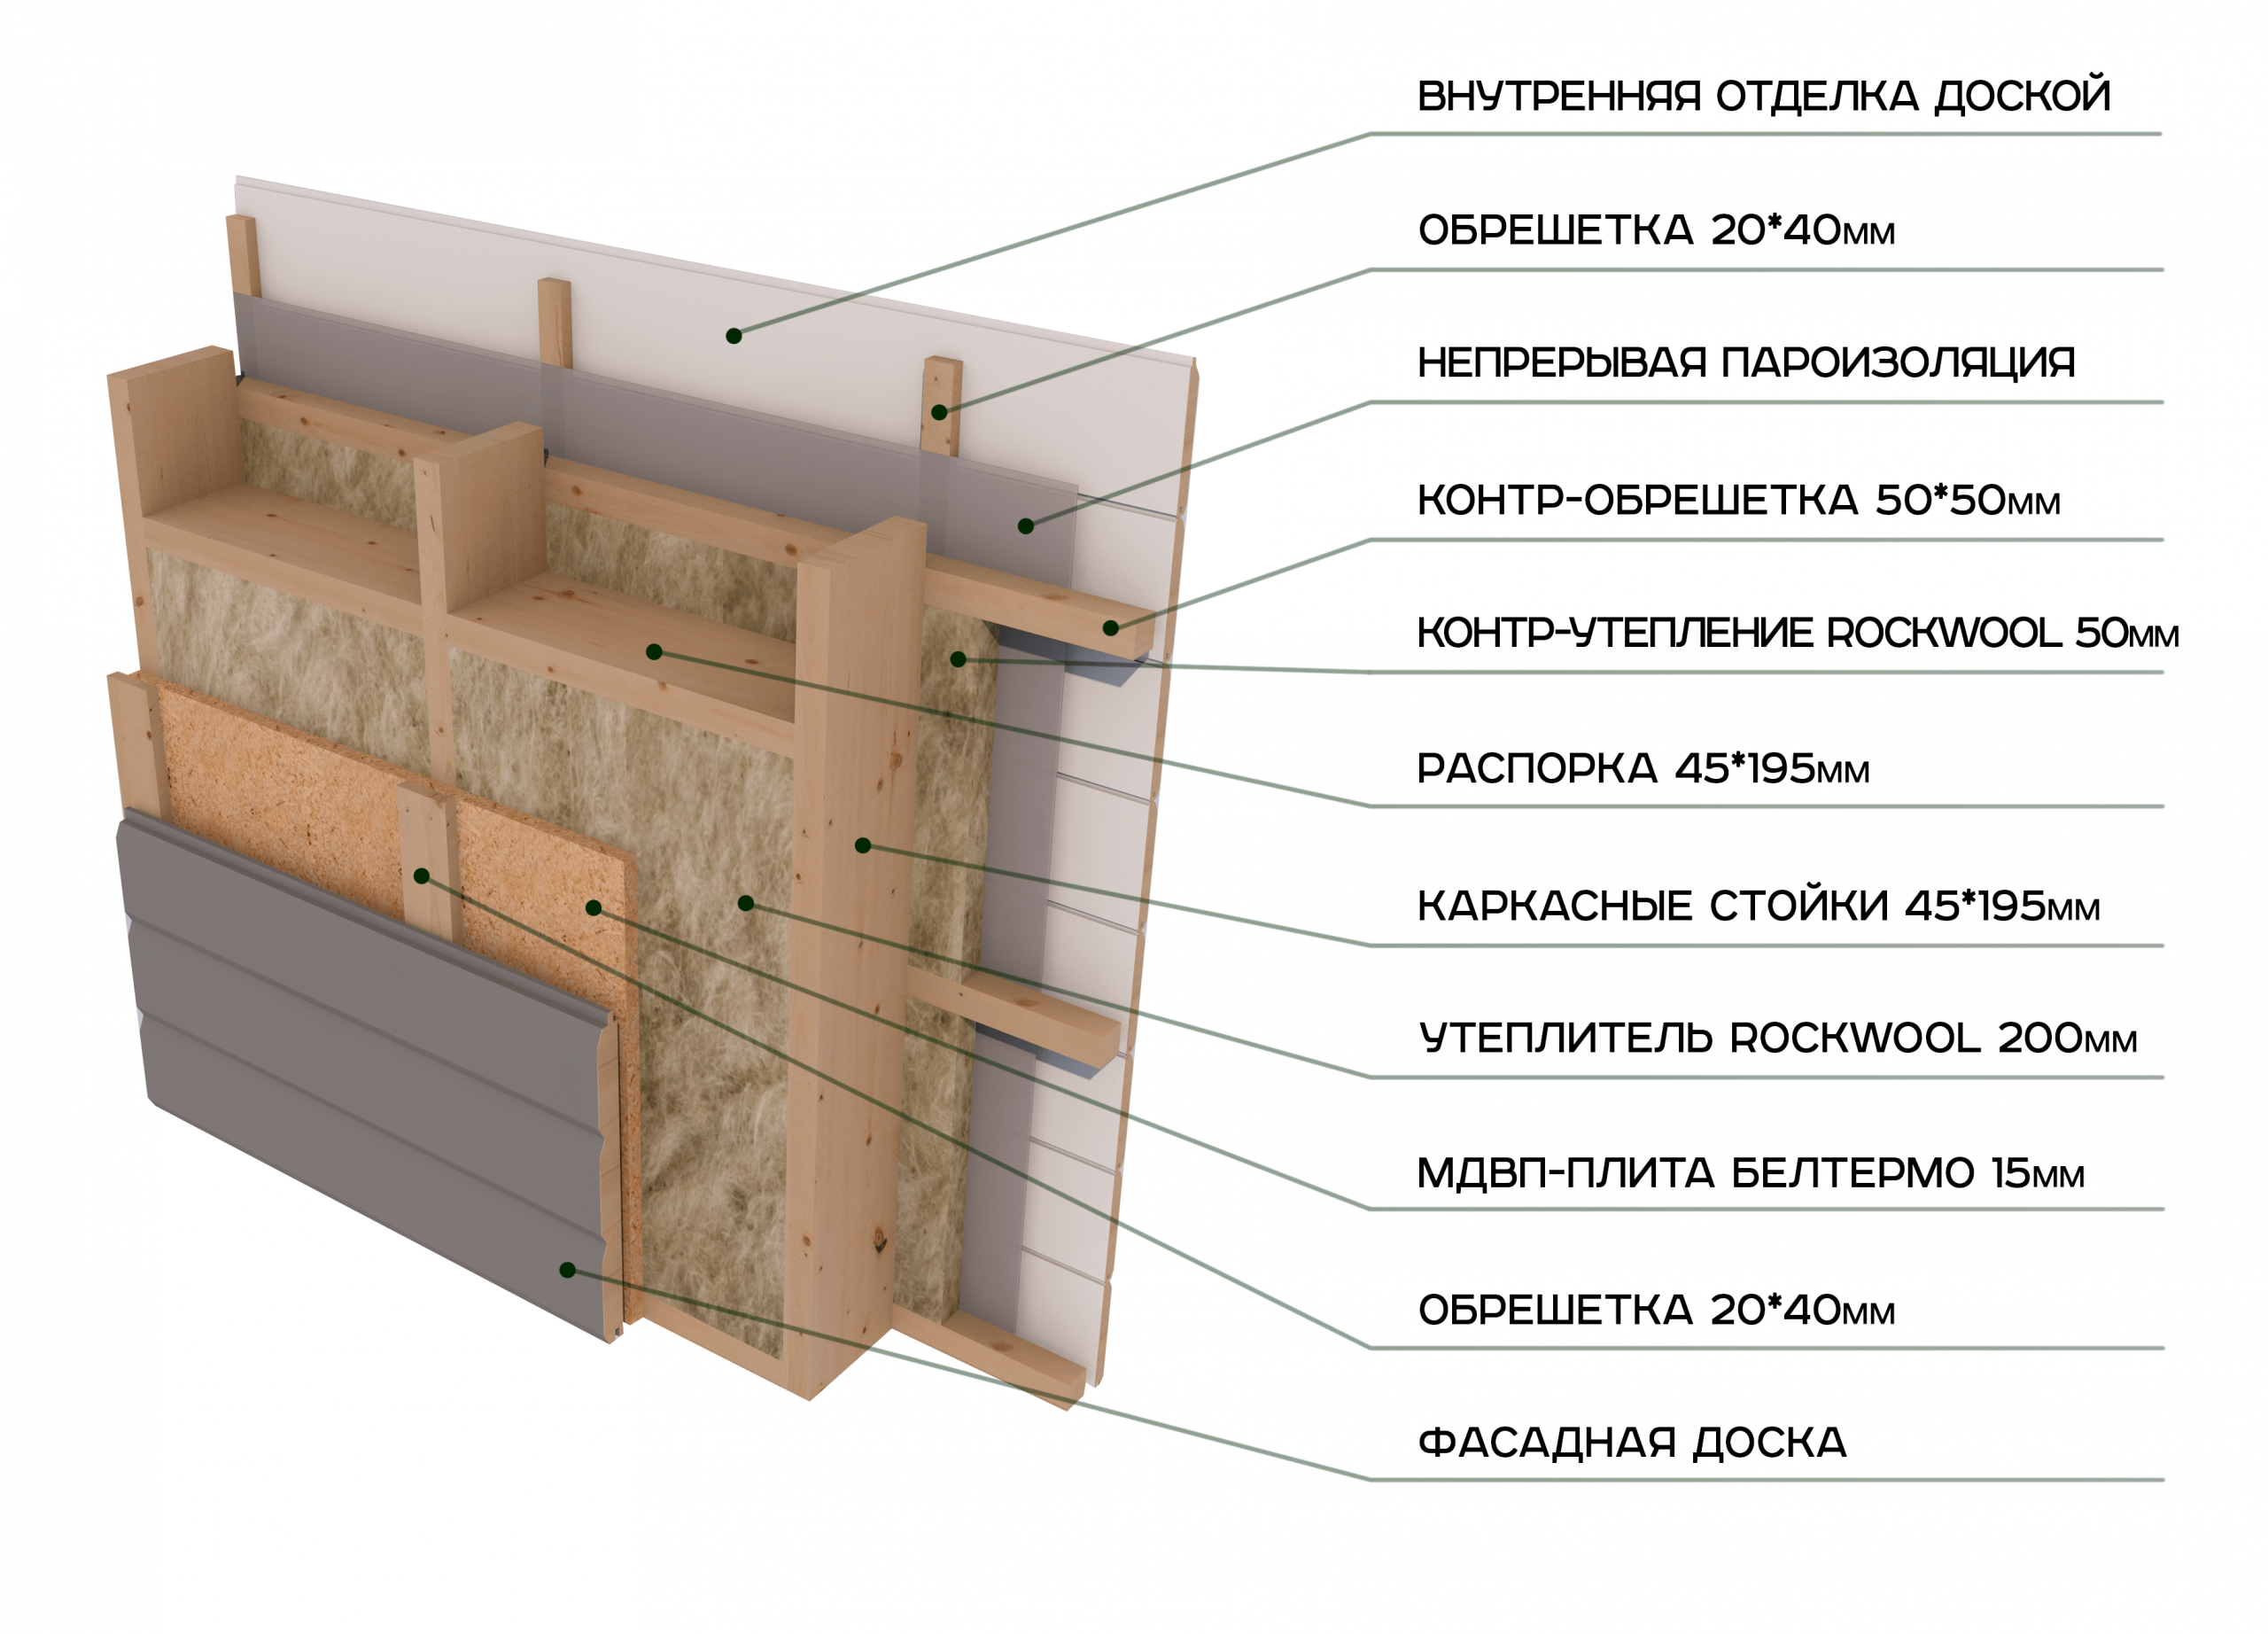 ВНУТРЕННЯЯ ОТДЕЛКА ДОСКОЙ
ОБРЕШЕТКА 20*40мм
НЕПРЕРЫВАЯ ПАРОИЗОЛЯЦИЯ
КОНТР-ОБРЕШЕТКА 50*50мм
КОНТР-УТЕПЛЕНИЕ ROCKWOOL 50мм
РАСПОРКА 45*195мм
КАРКАСНЫЕ СТОЙКИ 45*195мм
УТЕПЛИТЕЛЬ ROCKWOOL 200мм
МДВП-ПЛИТА БЕЛТЕРМО 15мм
ОБРЕШЕТКА 20*40мм
ФАСАДНАЯ ДОСКА